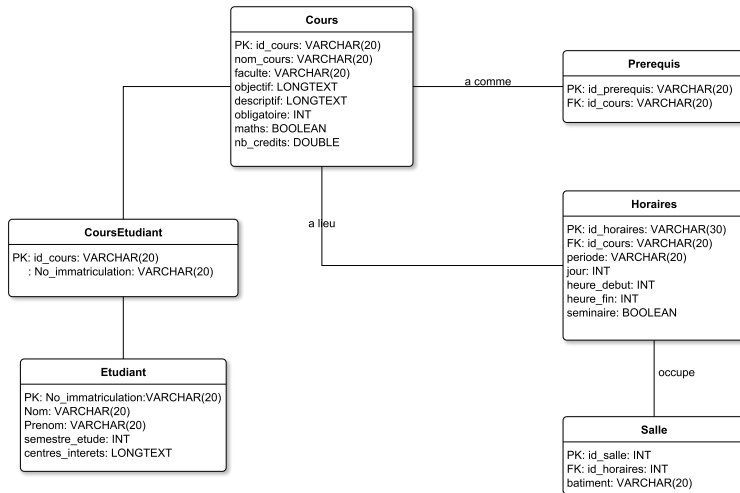 Cours
PK: id_cours: VARCHAR(20)
nom_cours: VARCHAR(20)
faculte: VARCHAR(20)
objectif: LONGTEXT
descriptif: LONGTEXT
obligatoire: INT
maths: BOOLEAN
nb_credits: DOUBLE
a comme
Prerequis
PK: id_prerequis: VARCHAR(20)
FK: id_cours: VARCHAR(20)
a lieu
CoursEtudiant
PK: id_cours: VARCHAR(20)
: No_immatriculation: VARCHAR(20)
Horaires
PK: id_horaires: VARCHAR(30)
FK: id_cours: VARCHAR(20)
periode: VARCHAR(20)
jour: INT
heure_debut: INT
heure_fin: INT
seminaire: BOOLEAN
Etudiant
PK: No_immatriculation:VARCHAR(20)
Nom: VARCHAR(20)
Prenom: VARCHAR(20)
semestre_etude: INT
centres_interets: LONGTEXT
occupe
Salle
PK: id_salle: INT
FK: id_horaires: INT
batiment: VARCHAR(20)